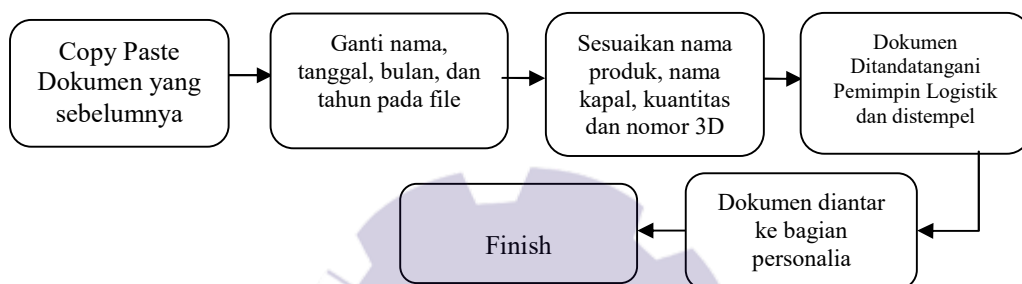 Copy Paste
Dokumen yang
sebelumnya
Ganti nama,
tanggal, bulan, dan
tahun pada file
Sesuaikan nama
produk, nama
kapal, kuantitas
dan nomor 3D
Dokumen
Ditandatangani
Pemimpin Logistik
dan distempel
Dokumen diantar
ke bagian
personalia
Finish